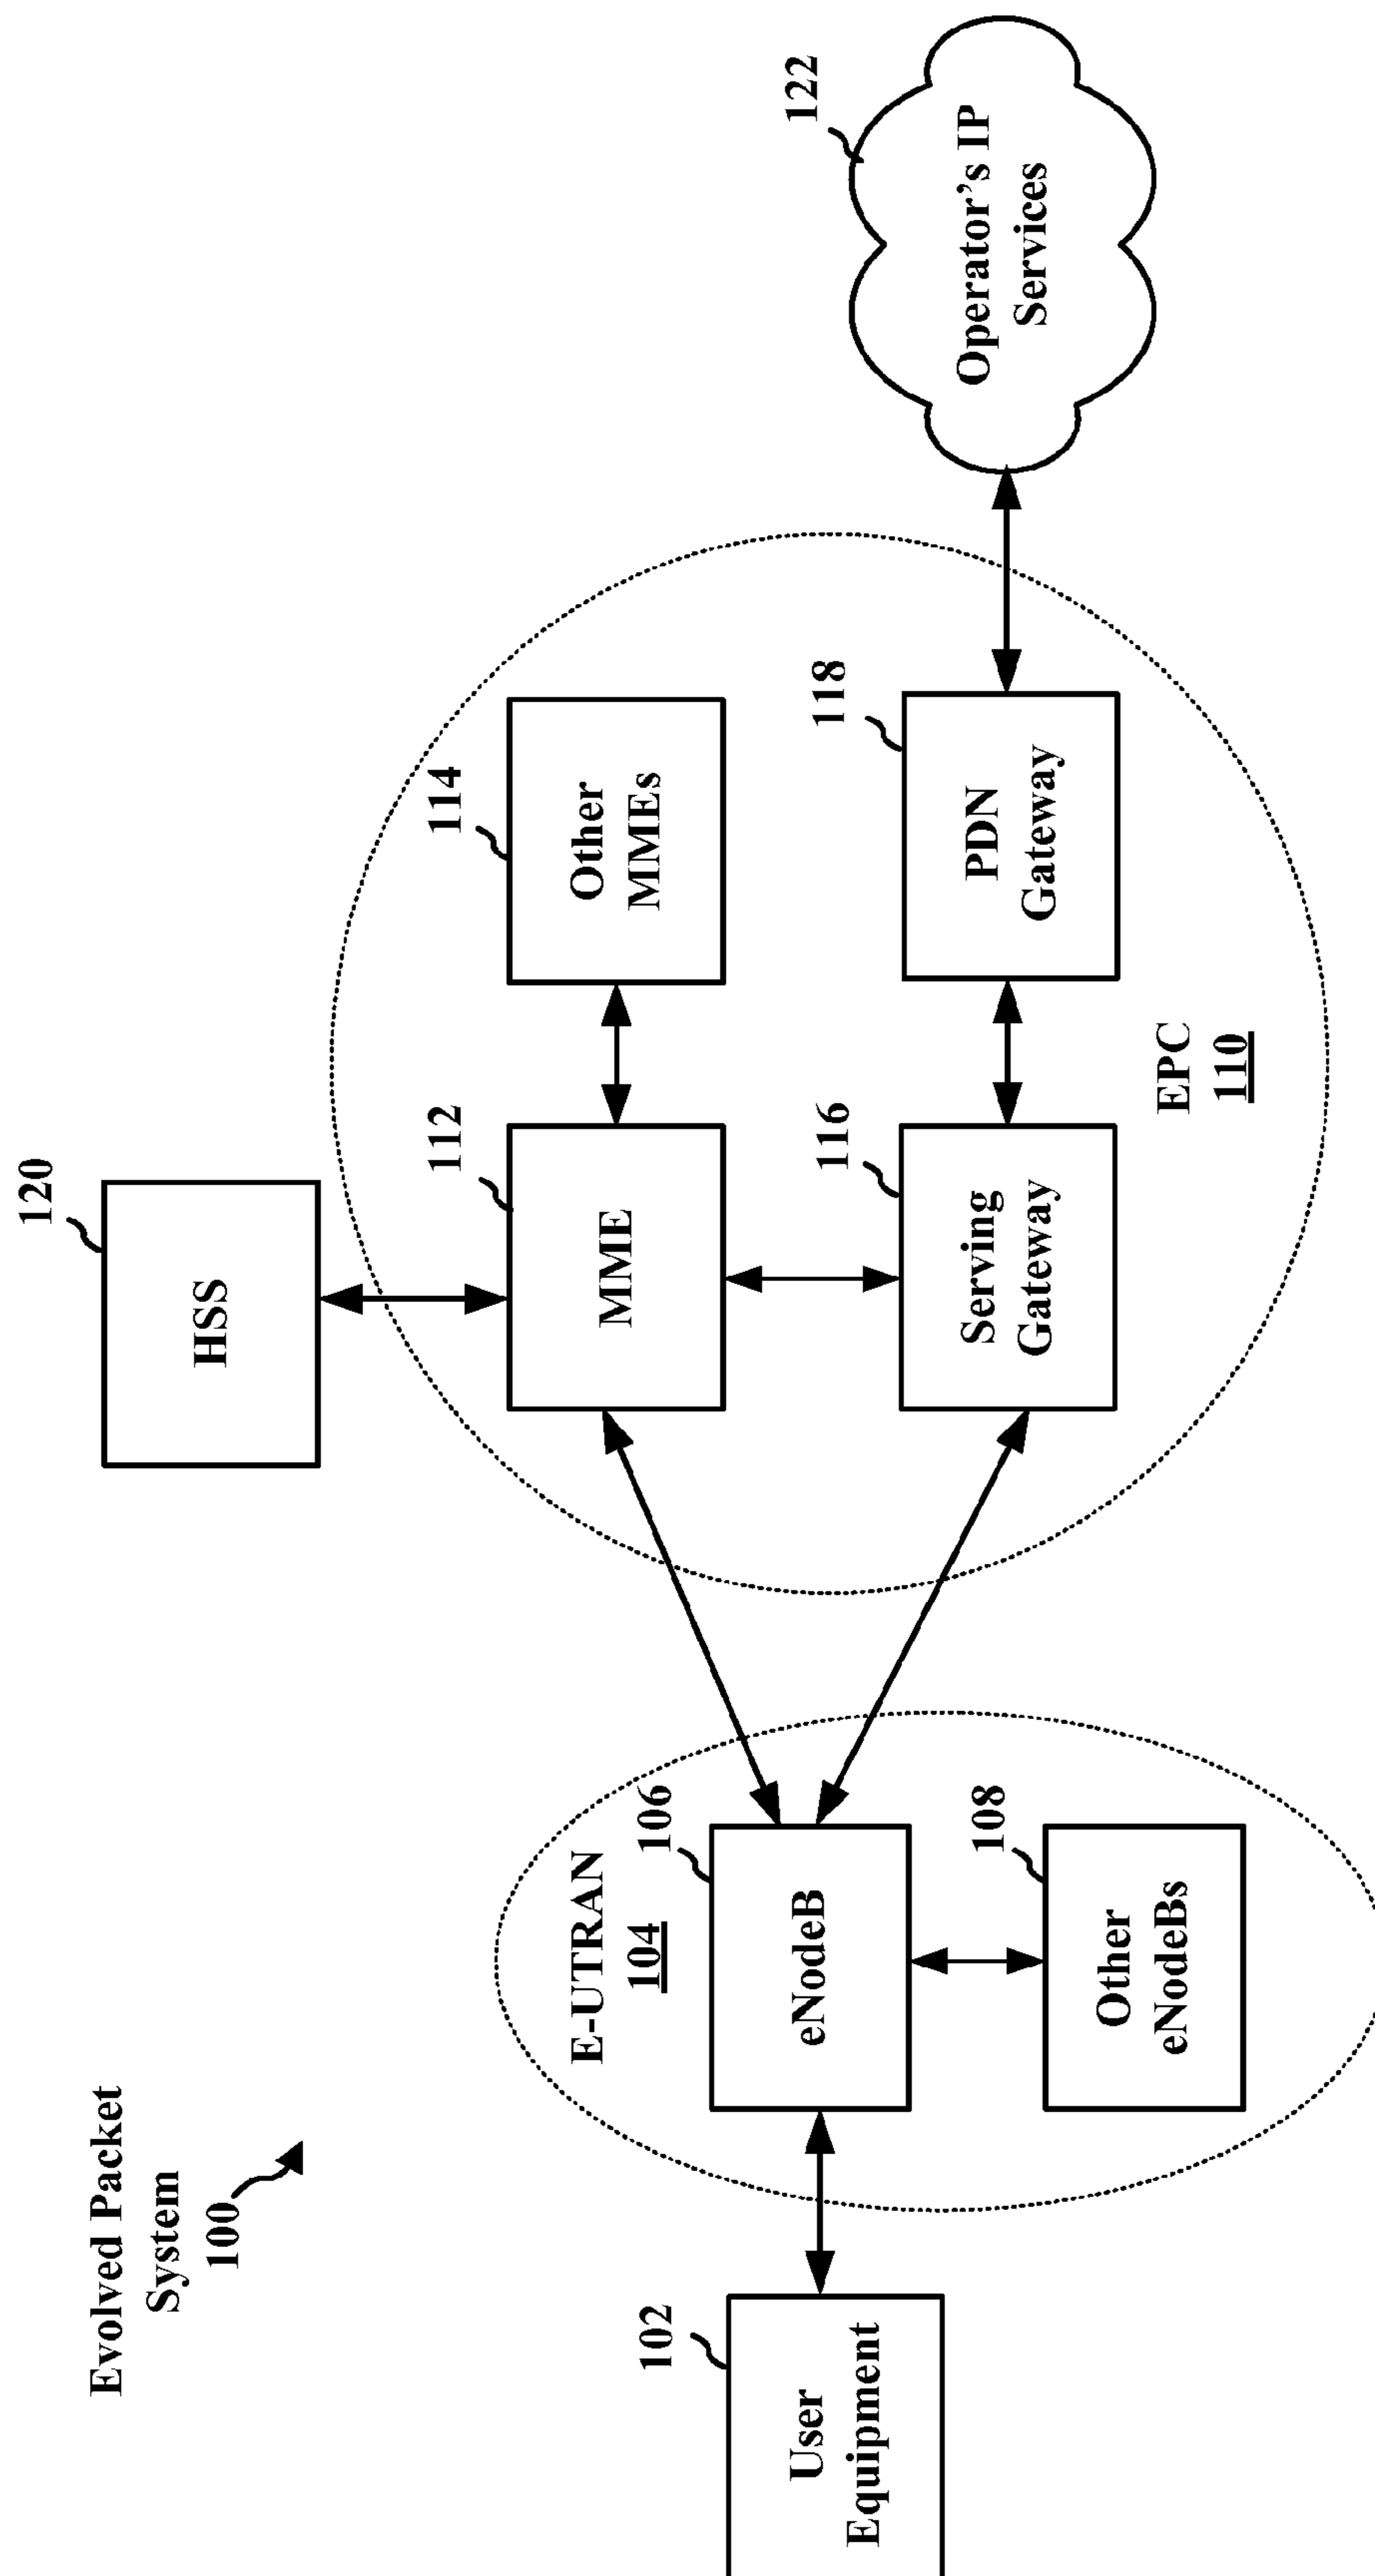 Evolved Packet
System
100
120
HSS
E-UTRAN
104
112
MME
114
Other
MMEs
102
User
Equipment
106
eNodeB
116
Serving
Gateway
118
PDN
Gateway
122
Operator's IP
Services
108
Other
eNodeBs
EPC
110